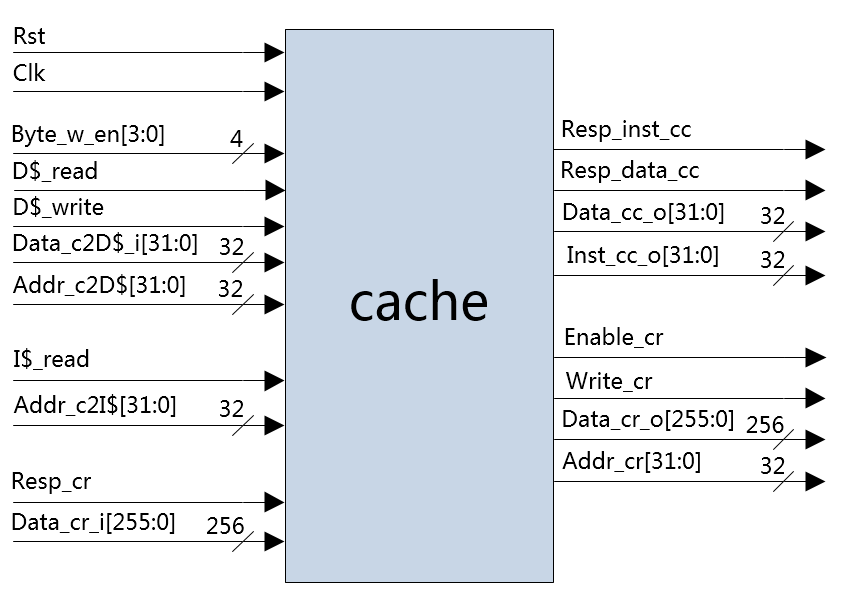 Rst
Clk
Byte_w_en[3:0] 4
D$_read
D$_write
Data_c2D$_i[31:0] 32
Addr_c2D$[31:0] 32
I$_read
Addr_c2I$[31:0] 32
Resp_cr
Data_cr_i[255:0] 256
cache
Resp_inst_cc
Resp_data_cc
Data_cc_o[31:0] 32
Inst_cc_o[31:0] 32
Enable_cr
Write_cr
Data_cr_o[255:0] 256
Addr_cr[31:0] 32